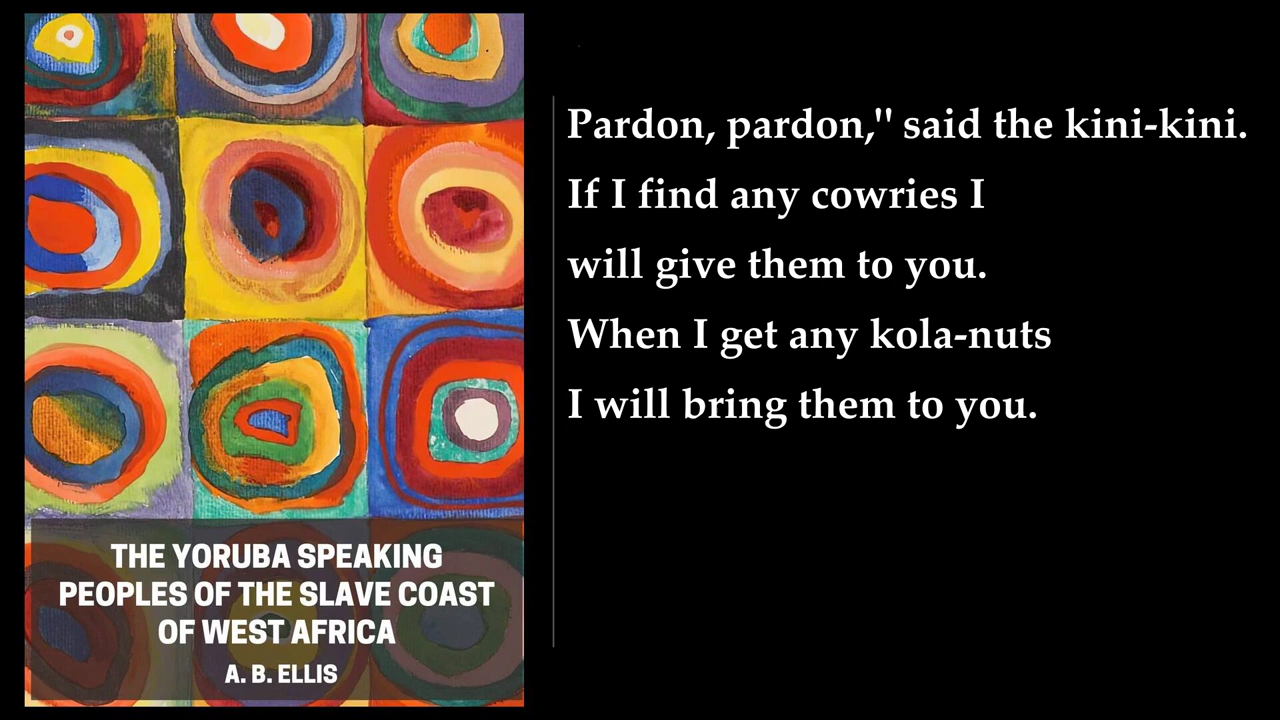 Pardon, pardon,'' said the kini-kini.
If I find any cowries I
will give them to you.
When I get any kola-nuts
I will bring them to you.
THE YORUBA SPEAKING
PEOPLES OF THE SLAVE COAST
OF WEST AFRICA
A. B. ELLIS